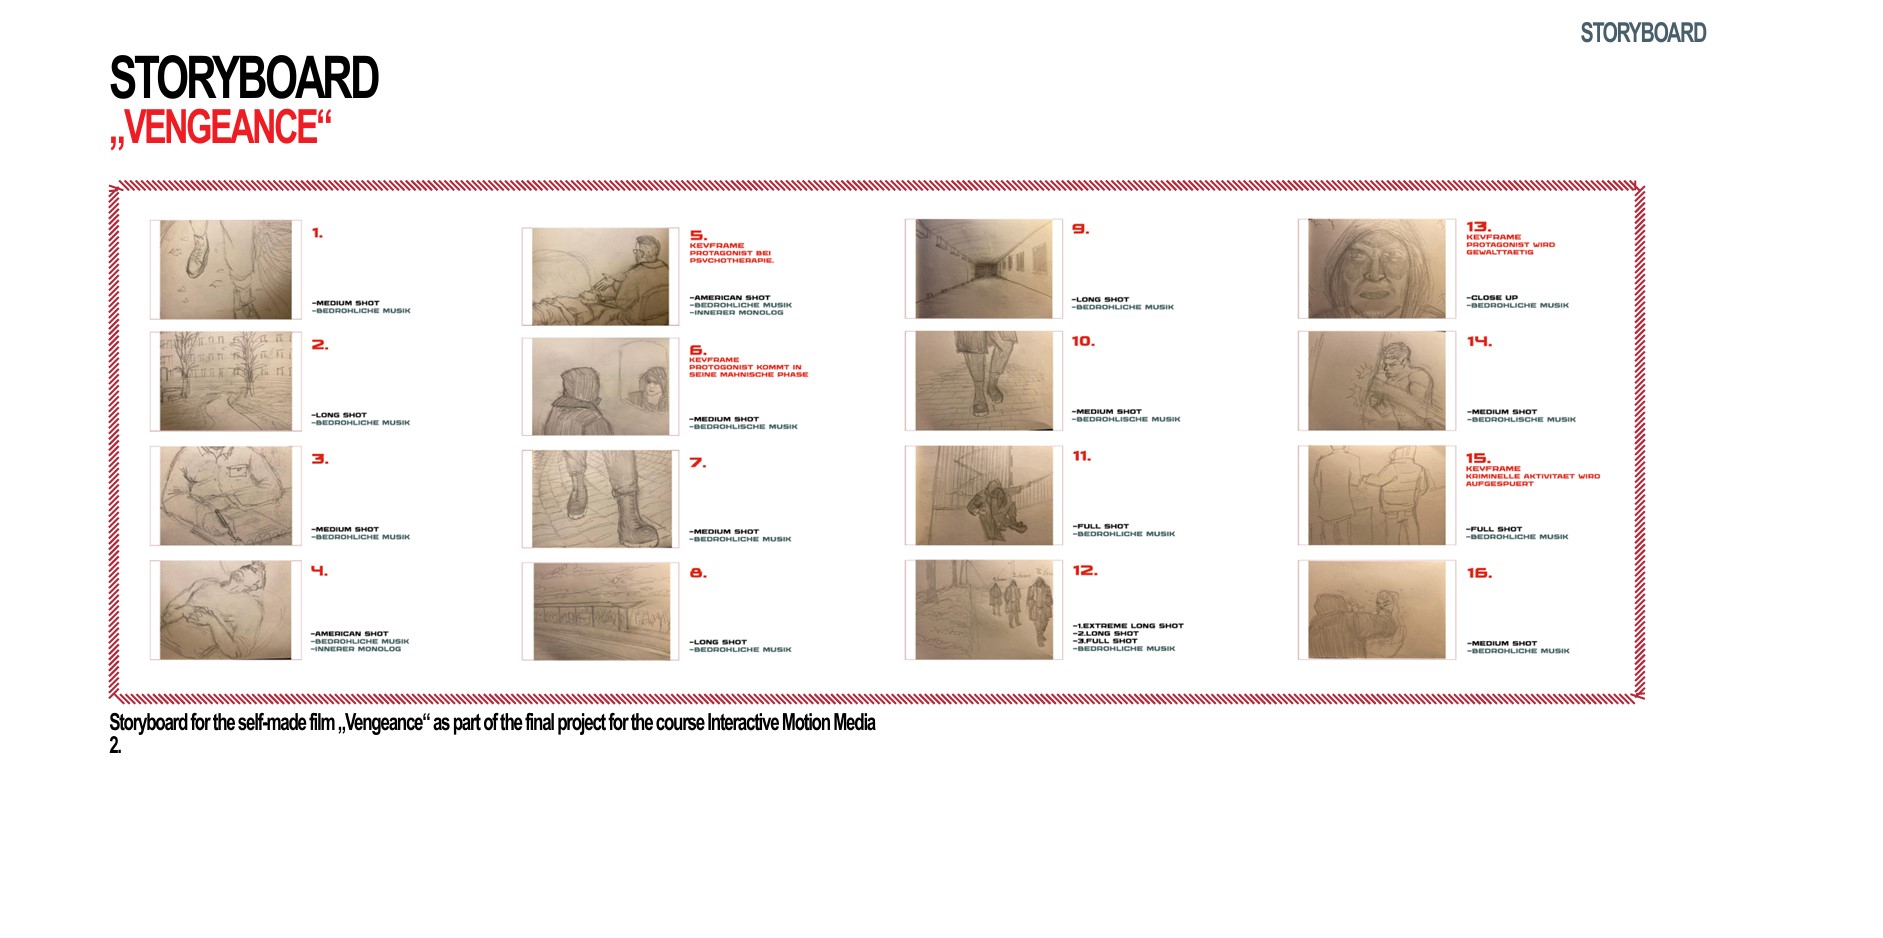 STORYBOARD
STORYBOARD
„VENGEANCE“
1.
-MEDIUM SHOT
-BEDROHLICHE MUSIK
2.
-LONG SHOT
-BEDROHLICHE MUSIK
3.
-MEDIUM SHOT
-BEDROHLICHE MUSIK
4.
-AMERICAN SHOT
-BEDROHLICHE MUSIK
-INNERER MONOLOG
5.
KEYFRAME
PROTAGONIST BEI
PSYCHOTHERAPIE.
-AMERICAN SHOT
-BEDROHLICHE MUSIK
-INNERER MONOLOG
6.
KEYFRAME
PROTOGONIST KOMMT IN
SEINE MAHNISCHE PHASE
-MEDIUM SHOT
-BEDROHLISCHE MUSIK
7.
-MEDIUM SHOT
-BEDROHLICHE MUSIK
8.
-LONG SHOT
-BEDROHLICHE MUSIK
9.
-LONG SHOT
-BEDROHLICHE MUSIK
10.
-MEDIUM SHOT
-BEDROHLISCHE MUSIK
11.
-FULL SHOT
-BEDROHLICHE MUSIK
12.
-1.EXTREME LONG SHOT
-2.LONG SHOT
-3.FULL SHOT
-BEDROHLICHE MUSIK
13.
KEYFRAME
PROTAGONIST WIRD
GEWALTTAETIG
-CLOSE UP
-BEDROHLICHE MUSIK
14.
-MEDIUM SHOT
-BEDROHLISCHE MUSIK
15.
KEYFRAME
KRIMINELLE AKTIVITAET WIRD
AUFGESPUERT
-FULL SHOT
-BEDROHLICHE MUSIK
16.
-MEDIUM SHOT
-BEDROHLICHE MUSIK
Storyboard for the self-made film „Vengeance“ as part of the final project for the course Interactive Motion Media
2.